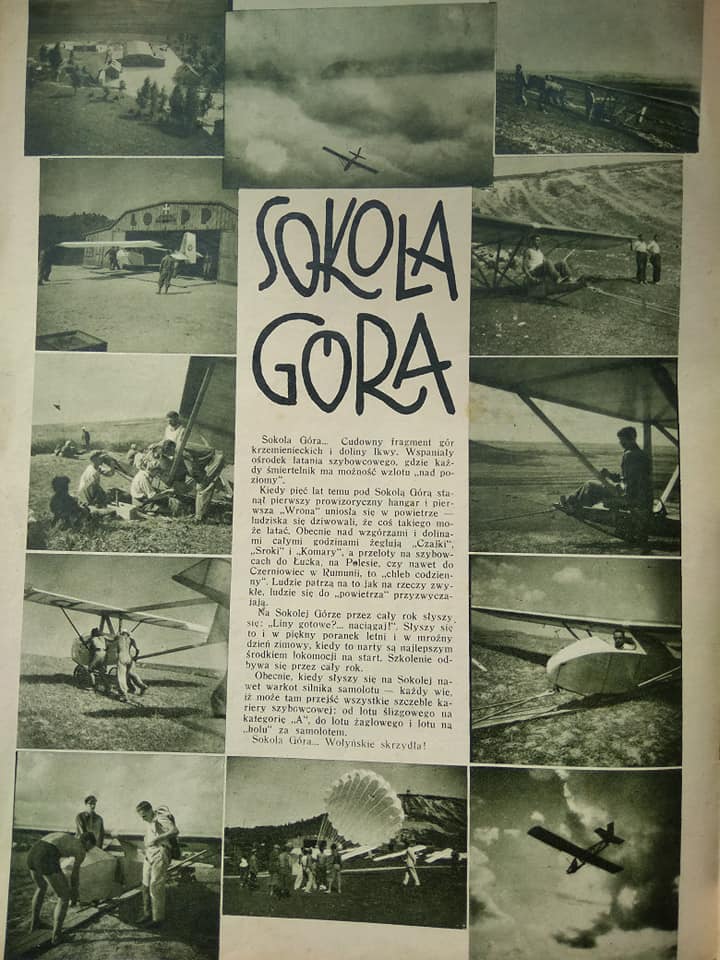 L.O.P.P.
SOKOLA
GÓRA
Sokola Góra... Cudowny fragment gór
krzemienieckich i doliny Ikwy. Wspaniały
ośrodek latania szybowcowego, gdzie każ-
dy śmiertelnik ma możność wzlotu „nad po-
ziomy”.
Kiedy pięć lat temu pod Sokolą Górą sta-
nął pierwszy prowizoryczny hangar i pier-
wsza „Wrona” uniosła się w powietrze —
ludziska się dziwowali, że coś takiego mo-
że latać. Obecnie nad wzgórzami i dolina-
mi całymi godzinami żeglują „Czajki”,
„Sroki” i „Komary”, a przeloty na szybow-
cach do Łucka, na Polesie, czy nawet do
Czerniowiec w Rumunii, to „chleb codzien-
ny”. Ludzie patrzą na to jak na rzeczy zwy-
kłe, ludzie się do „powietrza” przyzwycza-
jają.
Na Sokolej Górze przez cały rok słyszy
się: „Liny gotowe?... naciągaj!”. Słyszy się
to i w piękny poranek letni i w mroźny
dzień zimowy, kiedy to narty są najlepszym
środkiem lokomocji na start. Szkolenie od-
bywa się przez cały rok.
Obecnie, kiedy słyszy się na Sokolej na-
wet warkot silnika samolotu — każdy wie,
iż może tam przejść wszystkie szczeble ka-
riery szybowcowej: od lotu ślizgowego na
kategorię „A”, do lotu żaglowego i lotu na
„holu” za samolotem.
Sokola Góra... Wołyńskie skrzydła!